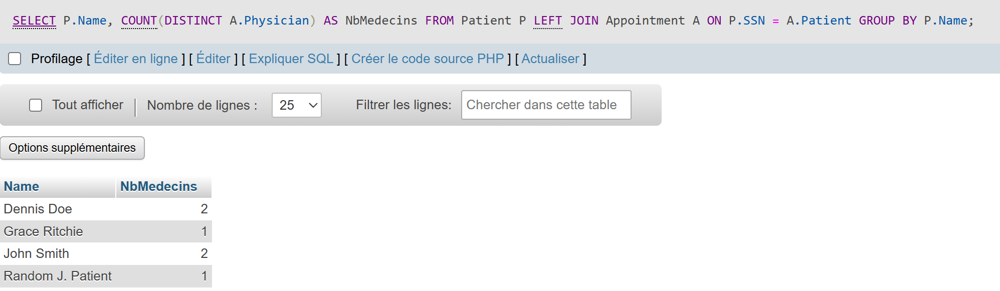 SELECT P.Name, COUNT(DISTINCT A.Physician) AS NbMedecins FROM Patient P LEFT JOIN Appointment A ON P.SSN = A.Patient GROUP BY P.Name;
Profilage [ Éditer en ligne ] [ Éditer ] [ Expliquer SQL ] [ Créer le code source PHP ] [ Actualiser ]
Tout afficher Nombre de lignes : 25 Filtrer les lignes: Chercher dans cette table
Options supplémentaires
Name NbMedecins
Dennis Doe 2
Grace Ritchie 1
John Smith 2
Random J. Patient 1